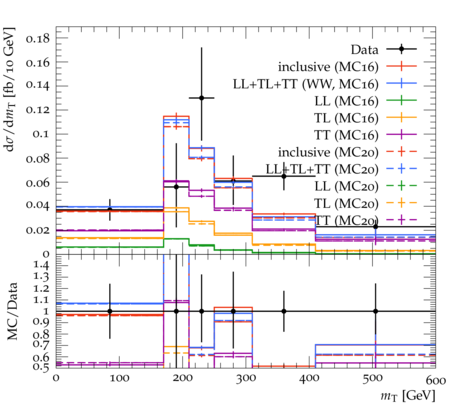 dσ/dmT [fb/10 GeV]
0.18
0.16
0.14
0.12
0.1
0.08
0.06
0.04
0.02
0
Data
inclusive (MC16)
LL+TL+TT (WW, MC16)
LL (MC16)
TL (MC16)
TT (MC16)
inclusive (MC20)
LL+TL+TT (MC20)
LL (MC20)
TL (MC20)
TT (MC20)
MC/Data
1.4
1.3
1.2
1.1
1
0.9
0.8
0.7
0.6
0.5
0 100 200 300 400 500 600
mT [GeV]